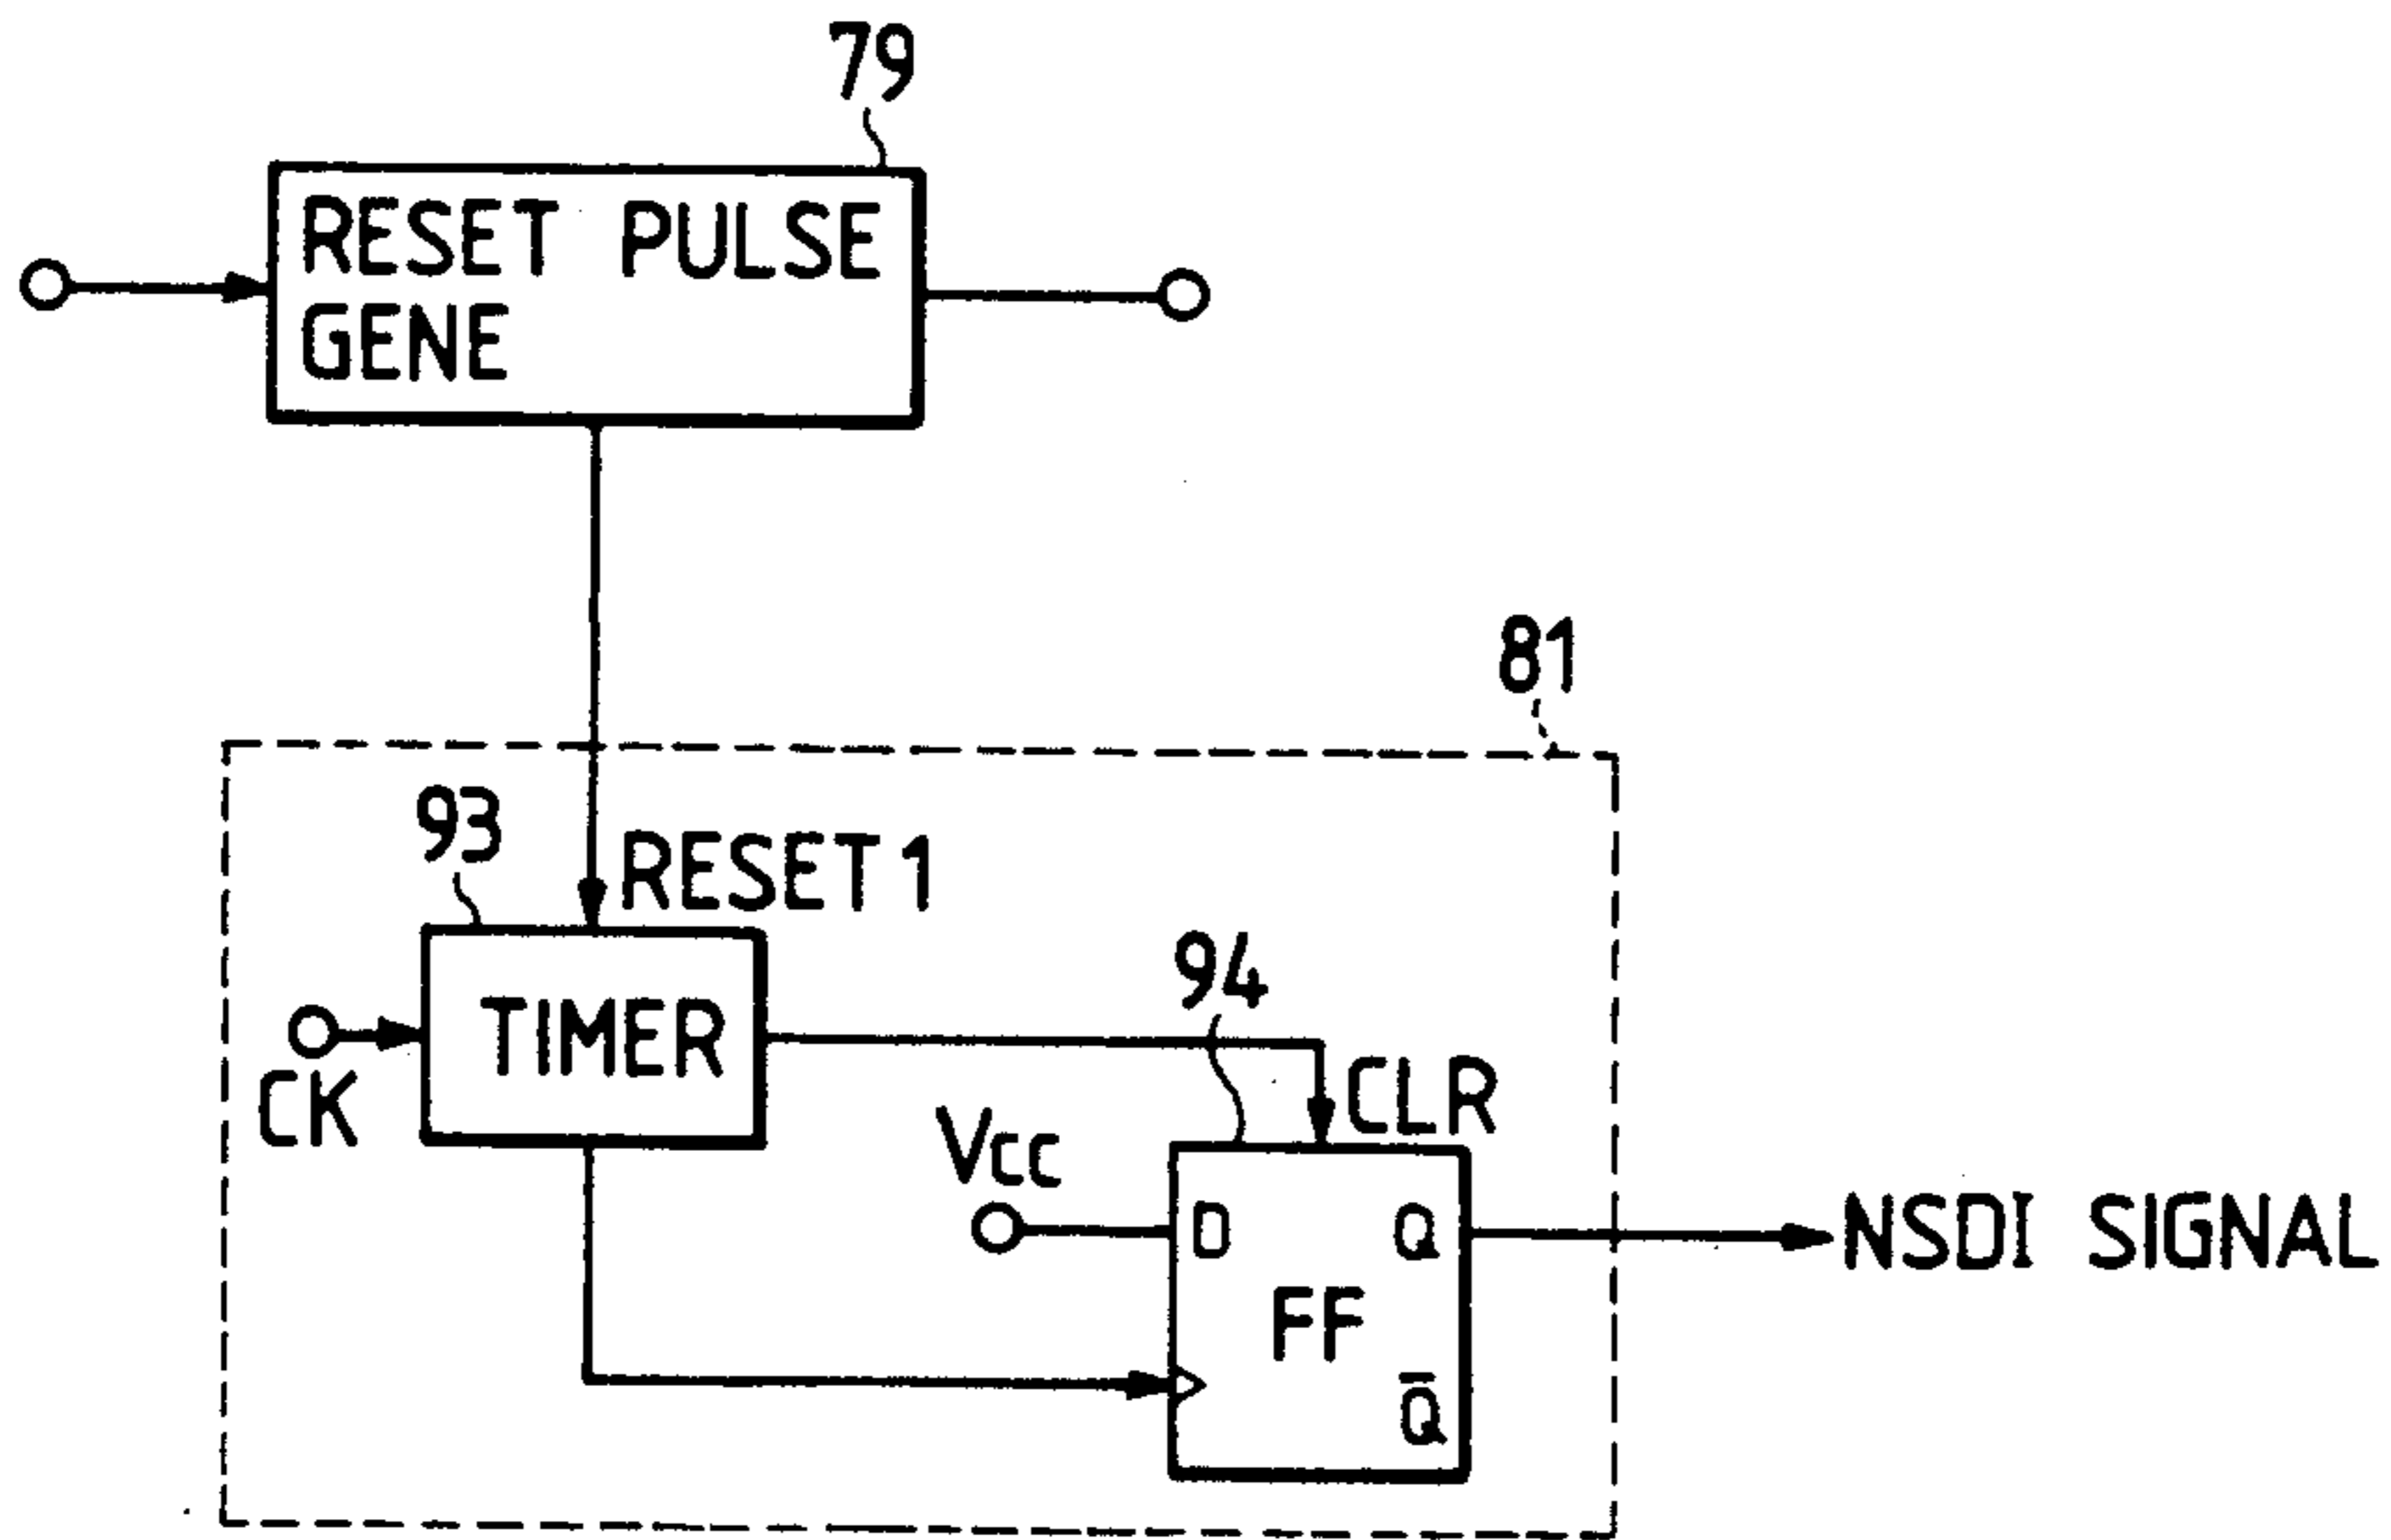 79
RESET PULSE
GENE
81
93
RESET 1
94
TIMER
CLR
CK
Vcc
D
Q
NSDI SIGNAL
FF
Q̅